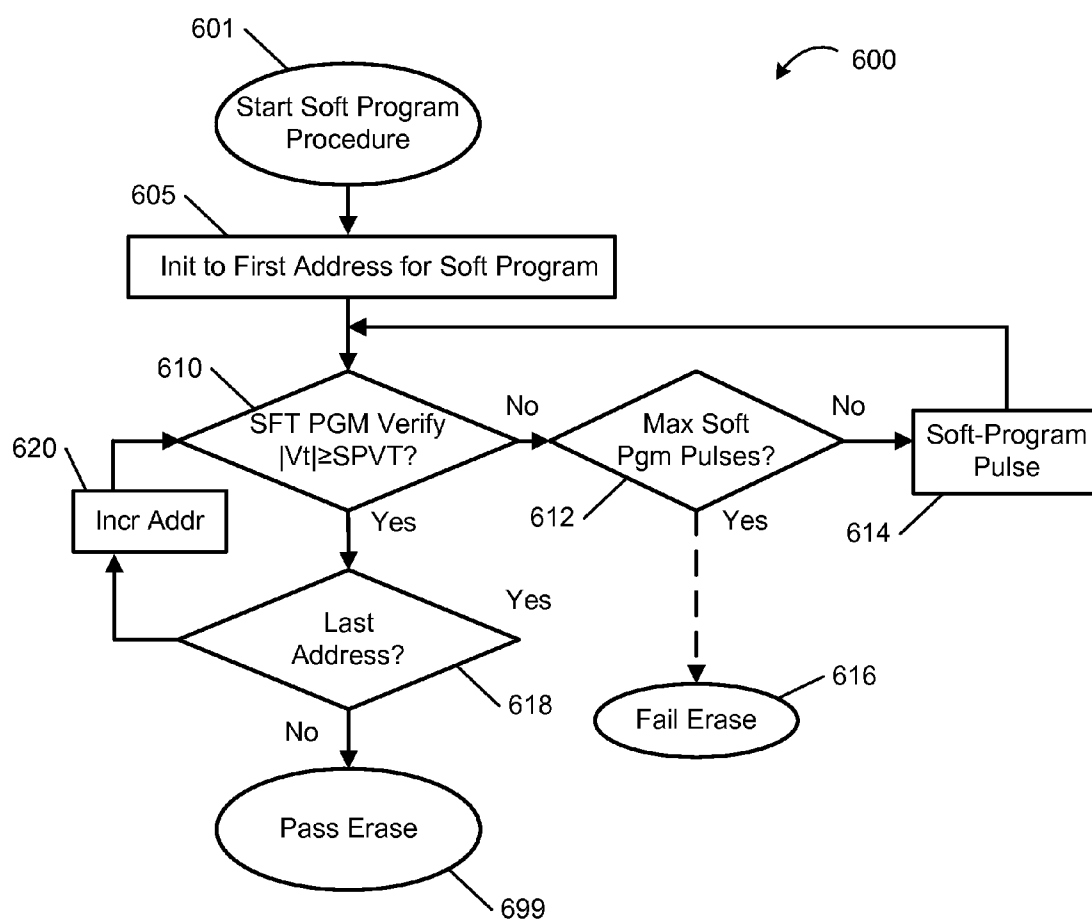 601
600
Start Soft Program
Procedure
605
Init to First Address for Soft Program
610
SFT PGM Verify
|Vt|≥SPVT?
No
Max Soft
Pgm Pulses?
No
Soft-Program
Pulse
620
Incr Addr
Yes
612
Yes
614
Last
Address?
Yes
618
616
Fail Erase
No
Pass Erase
699